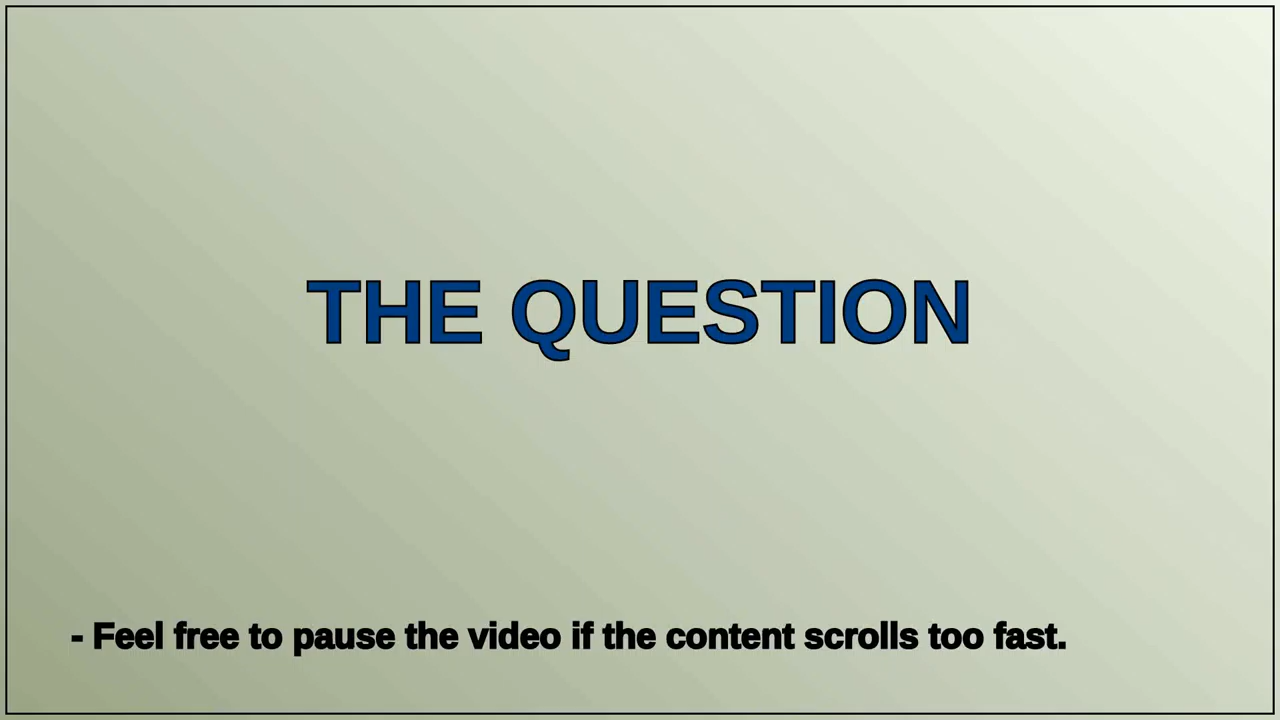 THE QUESTION
- Feel free to pause the video if the content scrolls too fast.